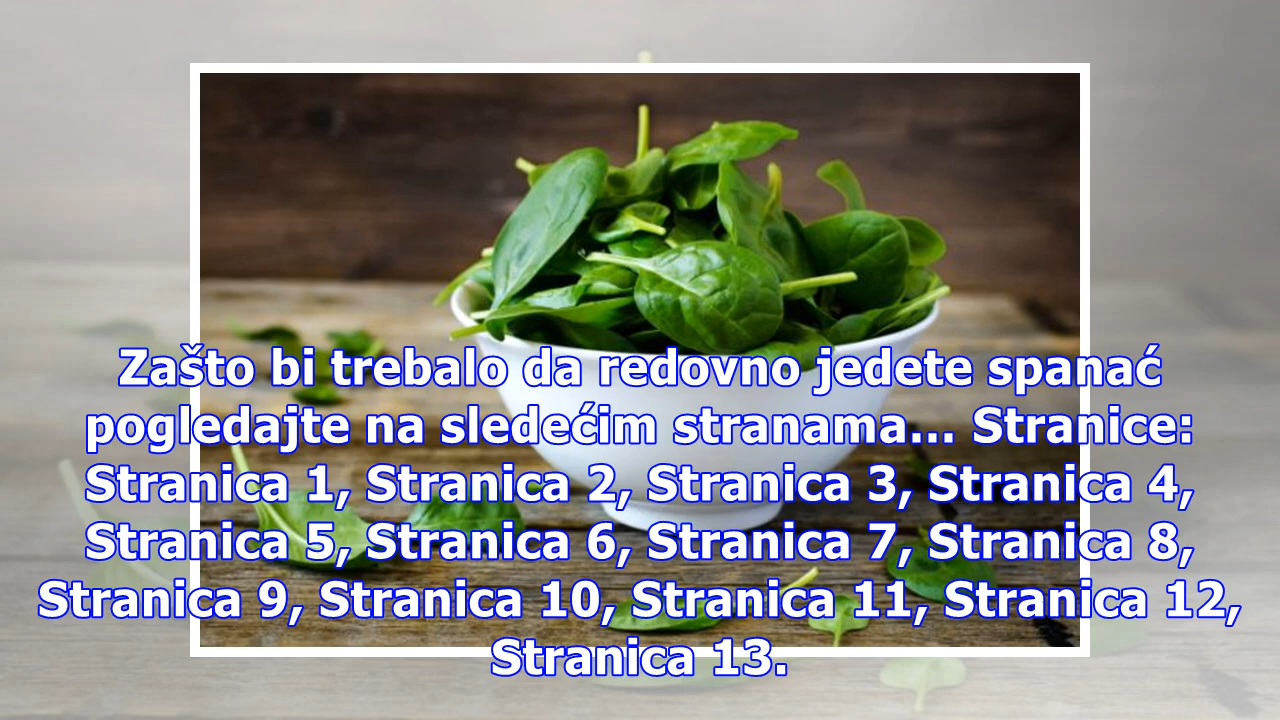 Zašto bi trebalo da redovno jedete spanać
pogledajte na sledećim stranama... Stranice:
Stranica 1, Stranica 2, Stranica 3, Stranica 4,
Stranica 5, Stranica 6, Stranica 7, Stranica 8,
Stranica 9, Stranica 10, Stranica 11, Stranica 12,
Stranica 13.